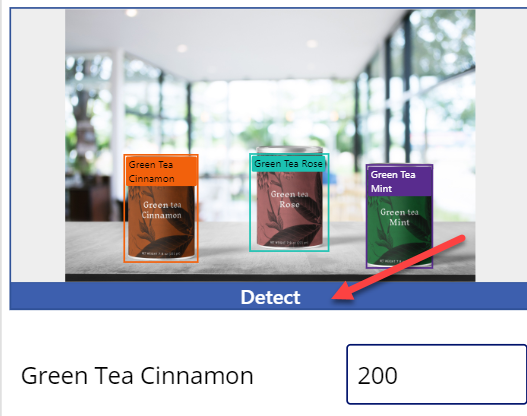 Green Tea
Cinnamon
Green Tea Rose
Green Tea
Mint
Green tea
Cinnamon
Green tea
Rose
Green tea
Mint
Detect
Green Tea Cinnamon
200